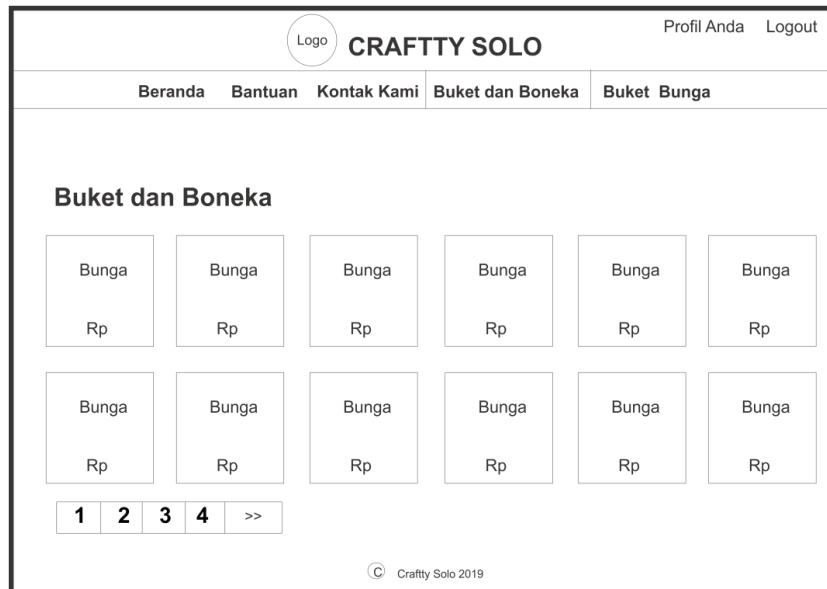 Profil Anda Logout
Logo CRAFTTY SOLO
Beranda Bantuan Kontak Kami Buket dan Boneka Buket Bunga
Buket dan Boneka
Bunga Bunga Bunga Bunga Bunga Bunga
Rp Rp Rp Rp Rp Rp
Bunga Bunga Bunga Bunga Bunga Bunga
Rp Rp Rp Rp Rp Rp
1 2 3 4 >>
© Craftty Solo 2019